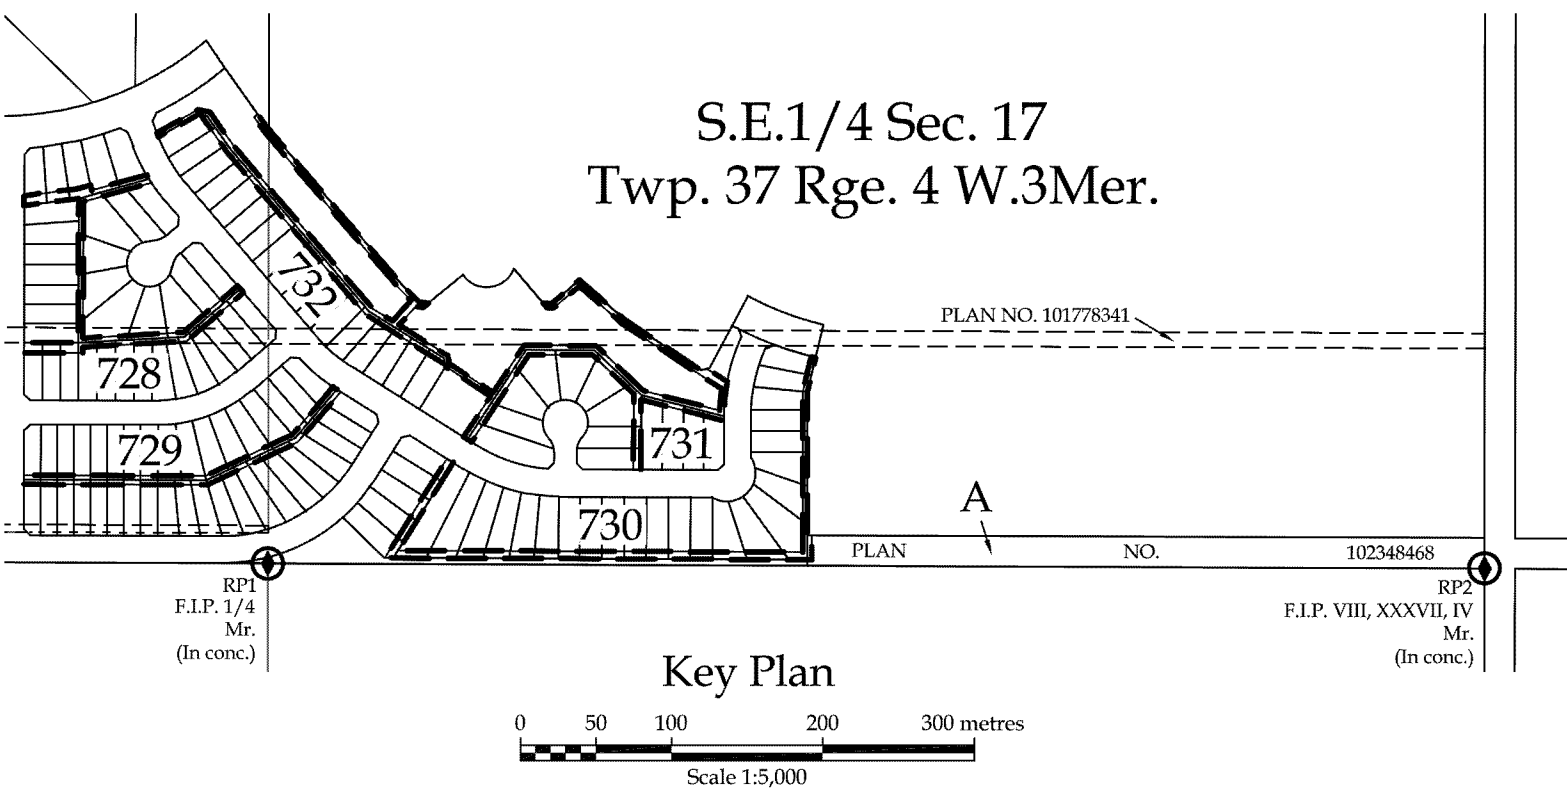 S.E.1/4 Sec. 17
Twp. 37 Rge. 4 W.3Mer.
732
PLAN NO. 101778341
728
729
731
730
A
PLAN NO. 102348468
RP1
F.I.P. 1/4
Mr.
(In conc.)
RP2
F.I.P. VIII, XXXVII, IV
Mr.
(In conc.)
Key Plan
0 50 100 200 300 metres
Scale 1:5,000